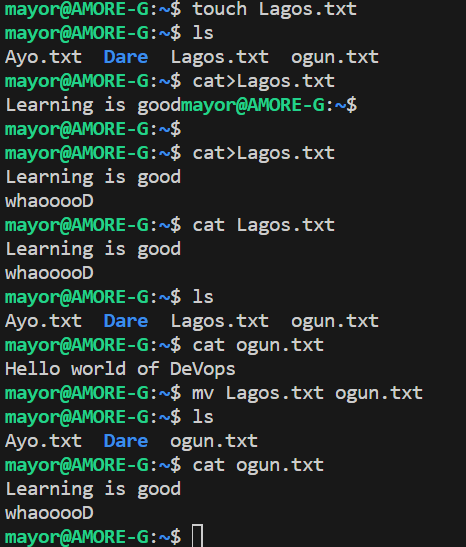 mayor@AMORE-G:~$ touch Lagos.txt
mayor@AMORE-G:~$ ls
Ayo.txt  Dare  Lagos.txt  ogun.txt
mayor@AMORE-G:~$ cat>Lagos.txt
Learning is goodmayor@AMORE-G:~$
mayor@AMORE-G:~$
mayor@AMORE-G:~$ cat>Lagos.txt
Learning is good
whaooooD
mayor@AMORE-G:~$ cat Lagos.txt
Learning is good
whaooooD
mayor@AMORE-G:~$ ls
Ayo.txt  Dare  Lagos.txt  ogun.txt
mayor@AMORE-G:~$ cat ogun.txt
Hello world of DeVops
mayor@AMORE-G:~$ mv Lagos.txt ogun.txt
mayor@AMORE-G:~$ ls
Ayo.txt  Dare  ogun.txt
mayor@AMORE-G:~$ cat ogun.txt
Learning is good
whaooooD
mayor@AMORE-G:~$